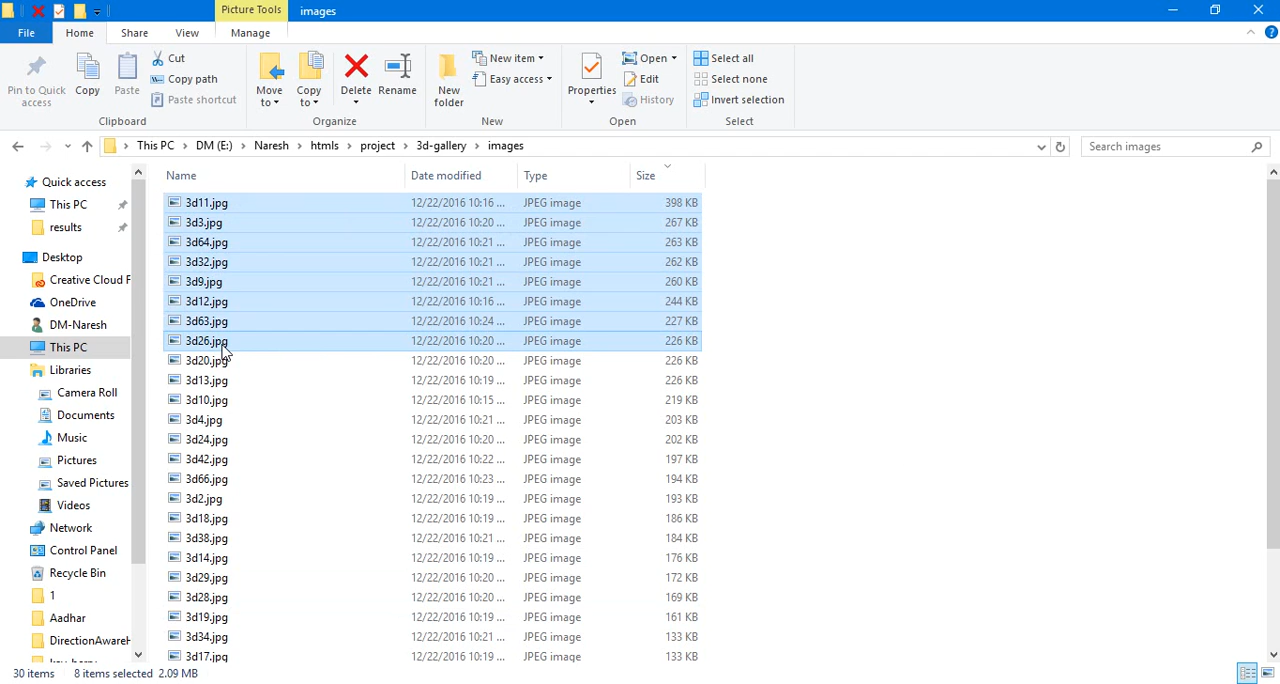 Picture Tools images
File Home Share View Manage
Pin to Quick access
Copy
Paste
Cut
Copy path
Paste shortcut
Clipboard
Move to
Copy to
Delete
Rename
Organize
New folder
New item
Easy access
New
Properties
Open
Edit
History
Open
Select all
Select none
Invert selection
Select
This PC > DM (E:) > Naresh > htmls > project > 3d-gallery > images
Search images
Quick access
This PC
results
Desktop
Creative Cloud F
OneDrive
DM-Naresh
This PC
Libraries
Camera Roll
Documents
Music
Pictures
Saved Pictures
Videos
Network
Control Panel
Recycle Bin
1
Aadhar
DirectionAwareH
Name Date modified Type Size
3d11.jpg 12/22/2016 10:16 ... JPEG image 398 KB
3d3.jpg 12/22/2016 10:20 ... JPEG image 267 KB
3d64.jpg 12/22/2016 10:21 ... JPEG image 263 KB
3d32.jpg 12/22/2016 10:21 ... JPEG image 262 KB
3d9.jpg 12/22/2016 10:21 ... JPEG image 260 KB
3d12.jpg 12/22/2016 10:16 ... JPEG image 244 KB
3d63.jpg 12/22/2016 10:24 ... JPEG image 227 KB
3d26.jpg 12/22/2016 10:20 ... JPEG image 226 KB
3d20.jpg 12/22/2016 10:20 ... JPEG image 226 KB
3d13.jpg 12/22/2016 10:19 ... JPEG image 226 KB
3d10.jpg 12/22/2016 10:15 ... JPEG image 219 KB
3d4.jpg 12/22/2016 10:21 ... JPEG image 203 KB
3d24.jpg 12/22/2016 10:20 ... JPEG image 202 KB
3d42.jpg 12/22/2016 10:22 ... JPEG image 197 KB
3d66.jpg 12/22/2016 10:23 ... JPEG image 194 KB
3d2.jpg 12/22/2016 10:19 ... JPEG image 193 KB
3d18.jpg 12/22/2016 10:19 ... JPEG image 186 KB
3d38.jpg 12/22/2016 10:21 ... JPEG image 184 KB
3d14.jpg 12/22/2016 10:19 ... JPEG image 176 KB
3d29.jpg 12/22/2016 10:20 ... JPEG image 172 KB
3d28.jpg 12/22/2016 10:20 ... JPEG image 169 KB
3d19.jpg 12/22/2016 10:19 ... JPEG image 161 KB
3d34.jpg 12/22/2016 10:21 ... JPEG image 133 KB
3d17.jpg 12/22/2016 10:19 ... JPEG image 133 KB
30 items 8 items selected 2.09 MB